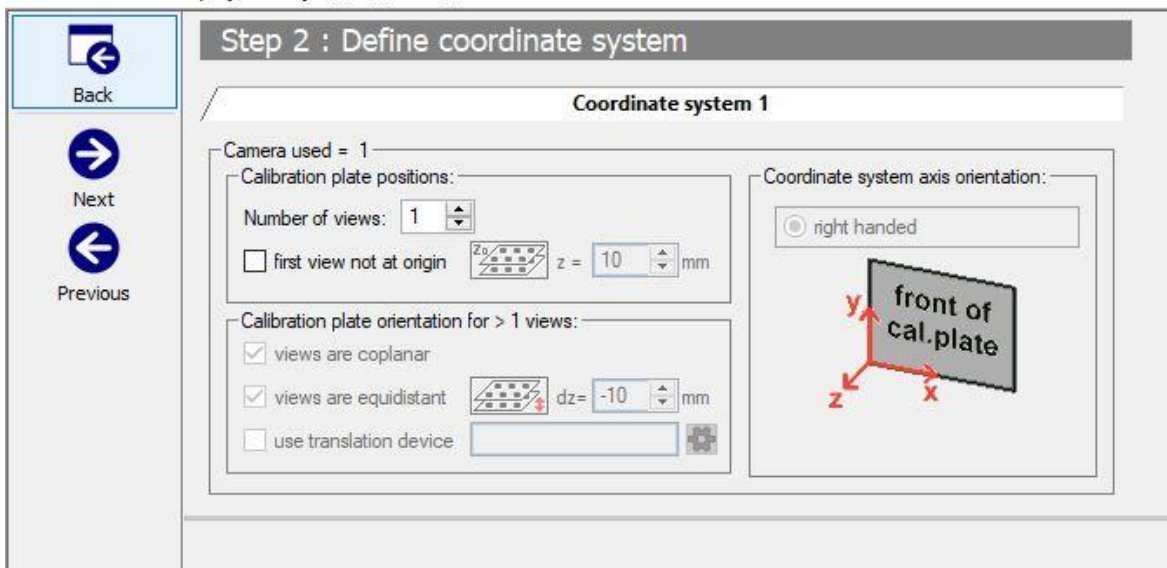 Step 2 : Define coordinate system
Back
Next
Previous
Coordinate system 1
Camera used = 1
Calibration plate positions:
Number of views: 1
first view not at origin Z₀ z = 10 mm
Calibration plate orientation for > 1 views:
views are coplanar
views are equidistant dz= -10 mm
use translation device
Coordinate system axis orientation:
right handed
front of
cal.plate
y
z
x